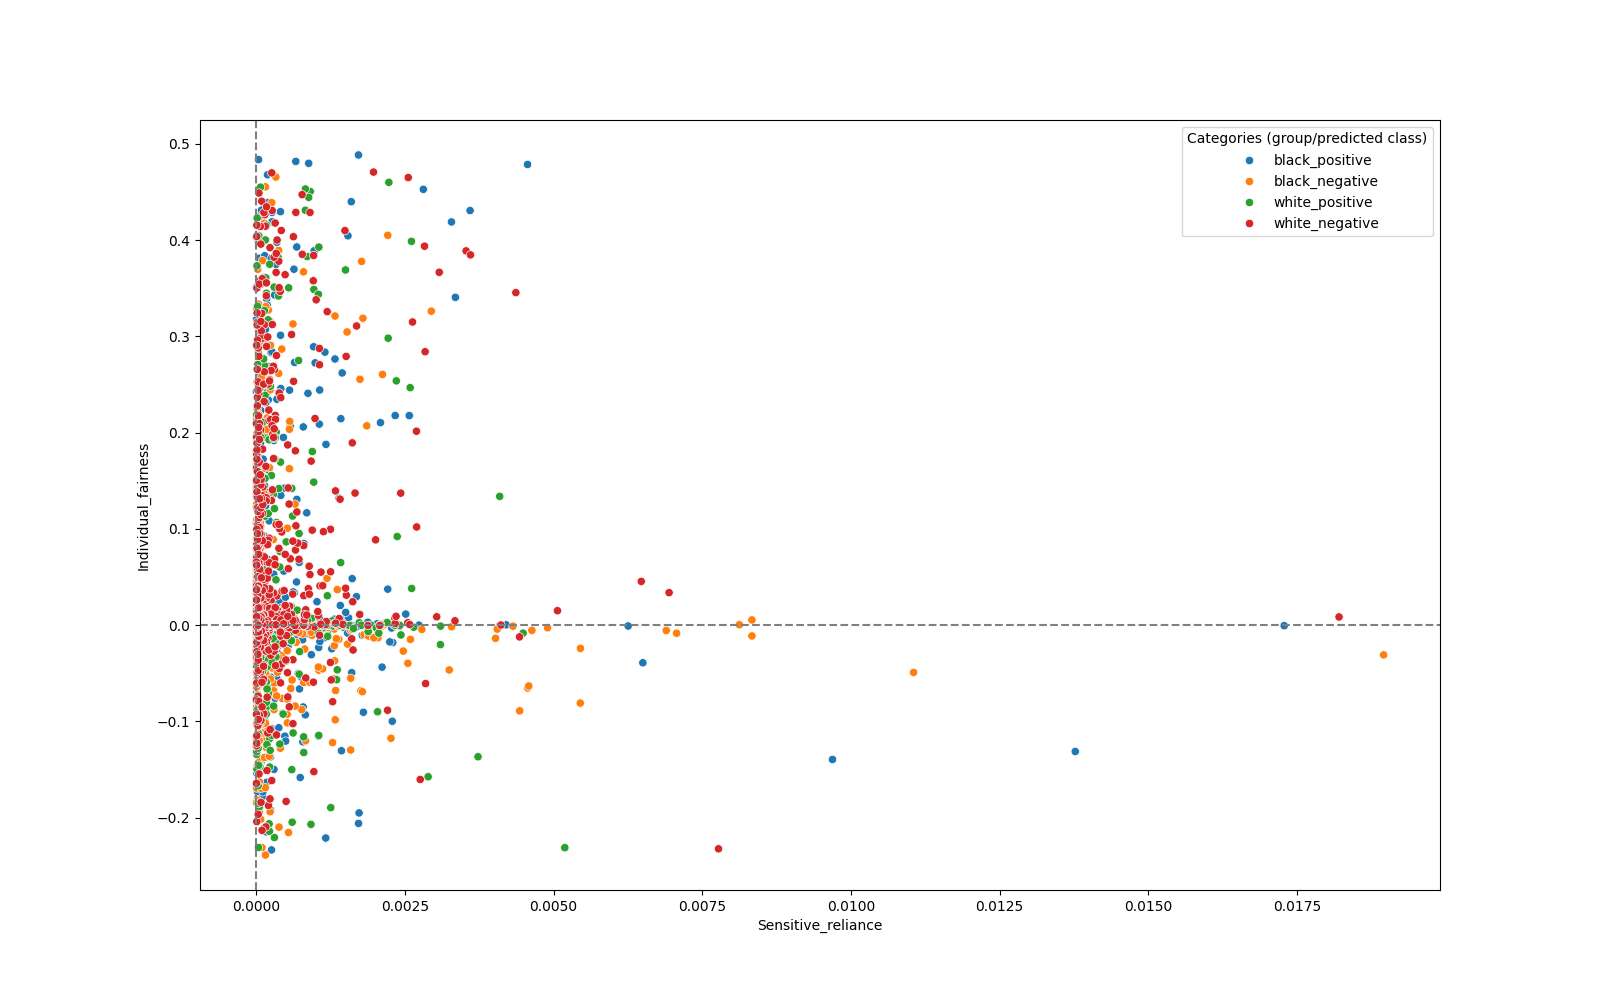 Categories (group/predicted class)
black_positive
black_negative
white_positive
white_negative
0.5
0.4
0.3
0.2
0.1
0.0
−0.1
−0.2
Individual_fairness
0.0000
0.0025
0.0050
0.0075
0.0100
0.0125
0.0150
0.0175
Sensitive_reliance